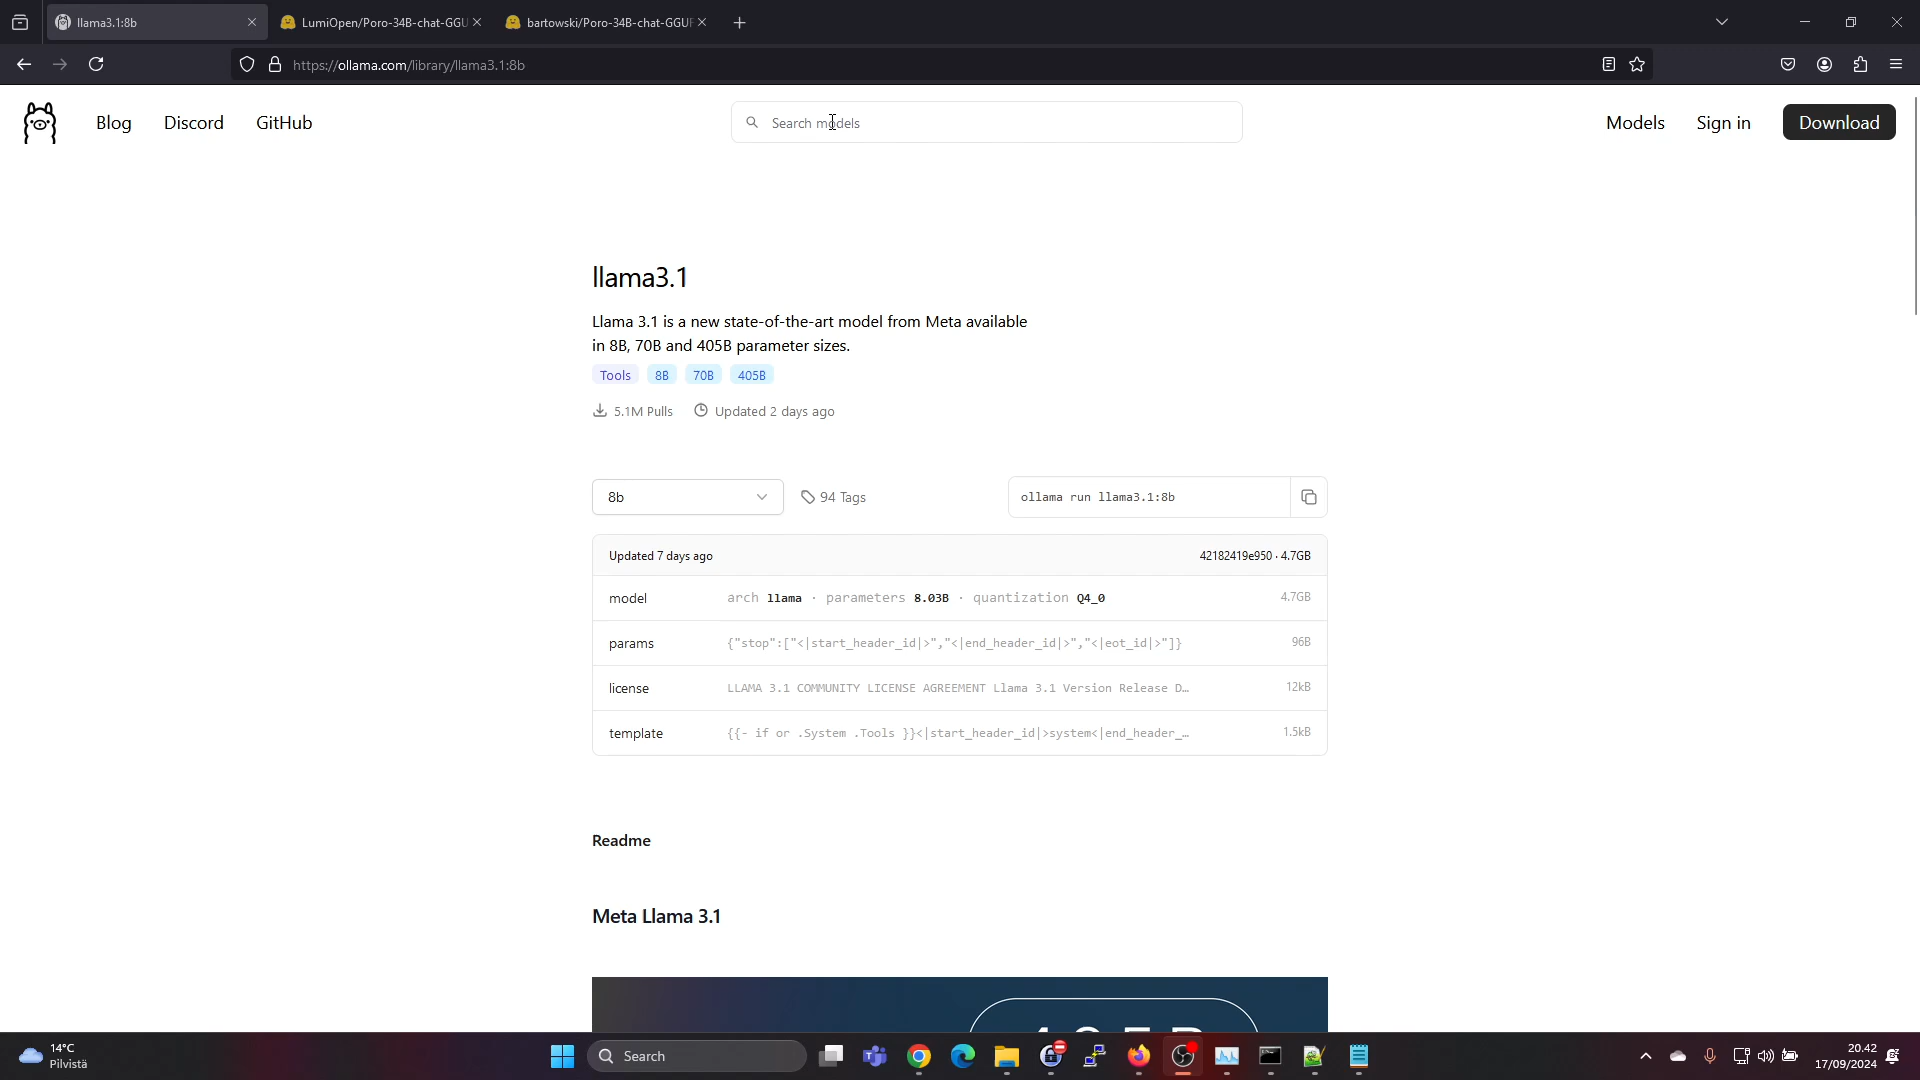 llama3.1:8b
LumiOpen/Poro-34B-chat-GGU
bartowski/Poro-34B-chat-GGUF
https://ollama.com/library/llama3.1:8b
Blog
Discord
GitHub
Search models
Models
Sign in
Download
llama3.1
Llama 3.1 is a new state-of-the-art model from Meta available
in 8B, 70B and 405B parameter sizes.
Tools 8B 70B 405B
5.1M Pulls Updated 2 days ago
8b
94 Tags
ollama run llama3.1:8b
Updated 7 days ago 42182419e950 · 4.7GB
model arch llama · parameters 8.03B · quantization Q4_0 4.7GB
params {"stop":["<|start_header_id|>","<|end_header_id|>","<|eot_id|>"]} 96B
license LLAMA 3.1 COMMUNITY LICENSE AGREEMENT Llama 3.1 Version Release D… 12kB
template {{- if or .System .Tools }}<|start_header_id|>system<|end_header_… 1.5kB
Readme
Meta Llama 3.1
14°C
Pilvistä
Search
20.42
17/09/2024